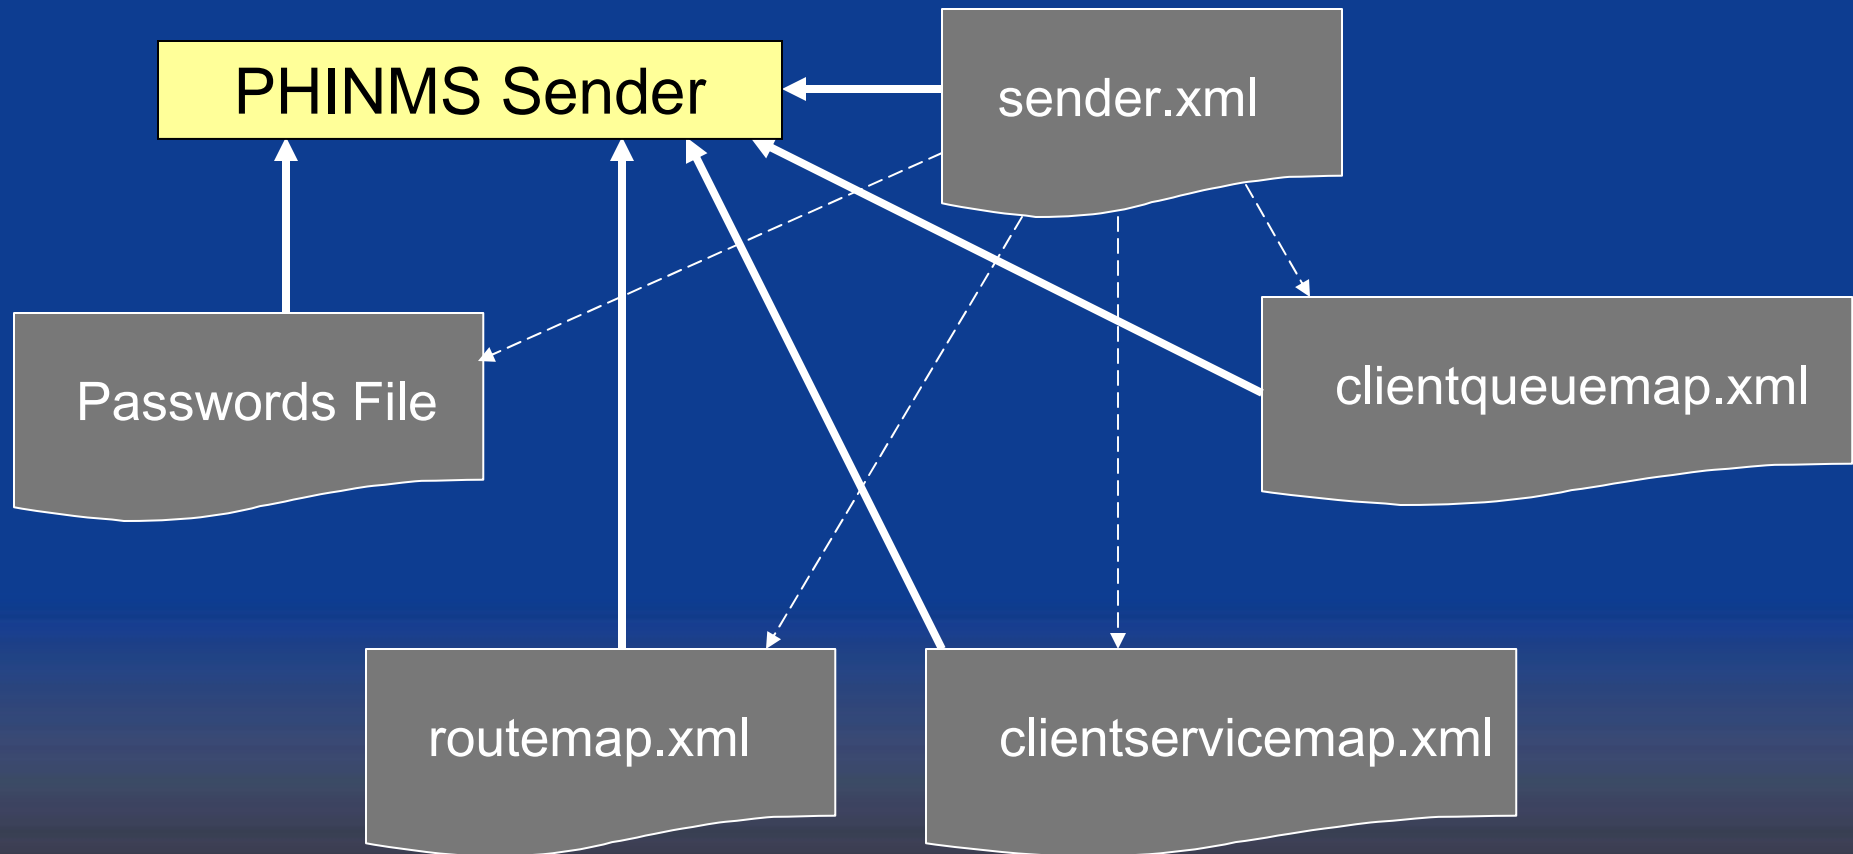 PHINMS Sender
sender.xml
Passwords File
clientqueuemap.xml
routemap.xml
clientservicemap.xml